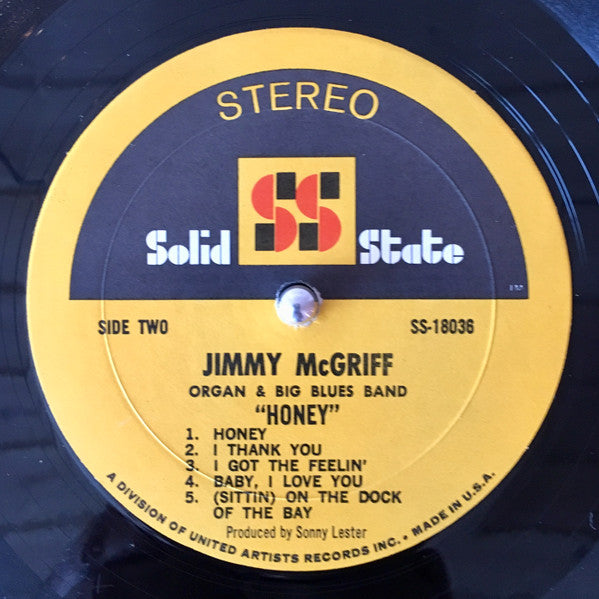 STEREO
SS
Solid State
SIDE TWO
SS-18036
JIMMY McGRIFF
ORGAN & BIG BLUES BAND
"HONEY"
1. HONEY
2. I THANK YOU
3. I GOT THE FEELIN'
4. BABY, I LOVE YOU
5. (SITTIN) ON THE DOCK
OF THE BAY
Produced by Sonny Lester
A DIVISION OF UNITED ARTISTS RECORDS INC. • MADE IN U.S.A.